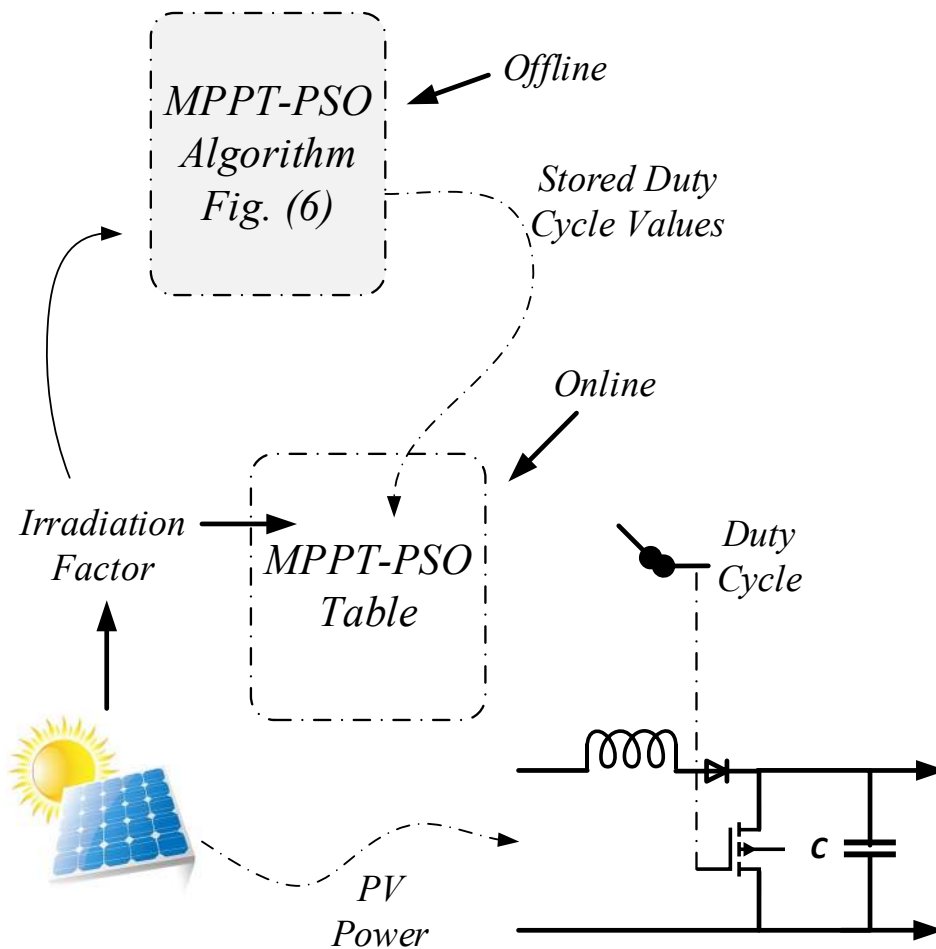 MPPT-PSO
Algorithm
Fig. (6)
Offline
Stored Duty
Cycle Values
Online
Irradiation
Factor
MPPT-PSO
Table
Duty
Cycle
C
PV
Power